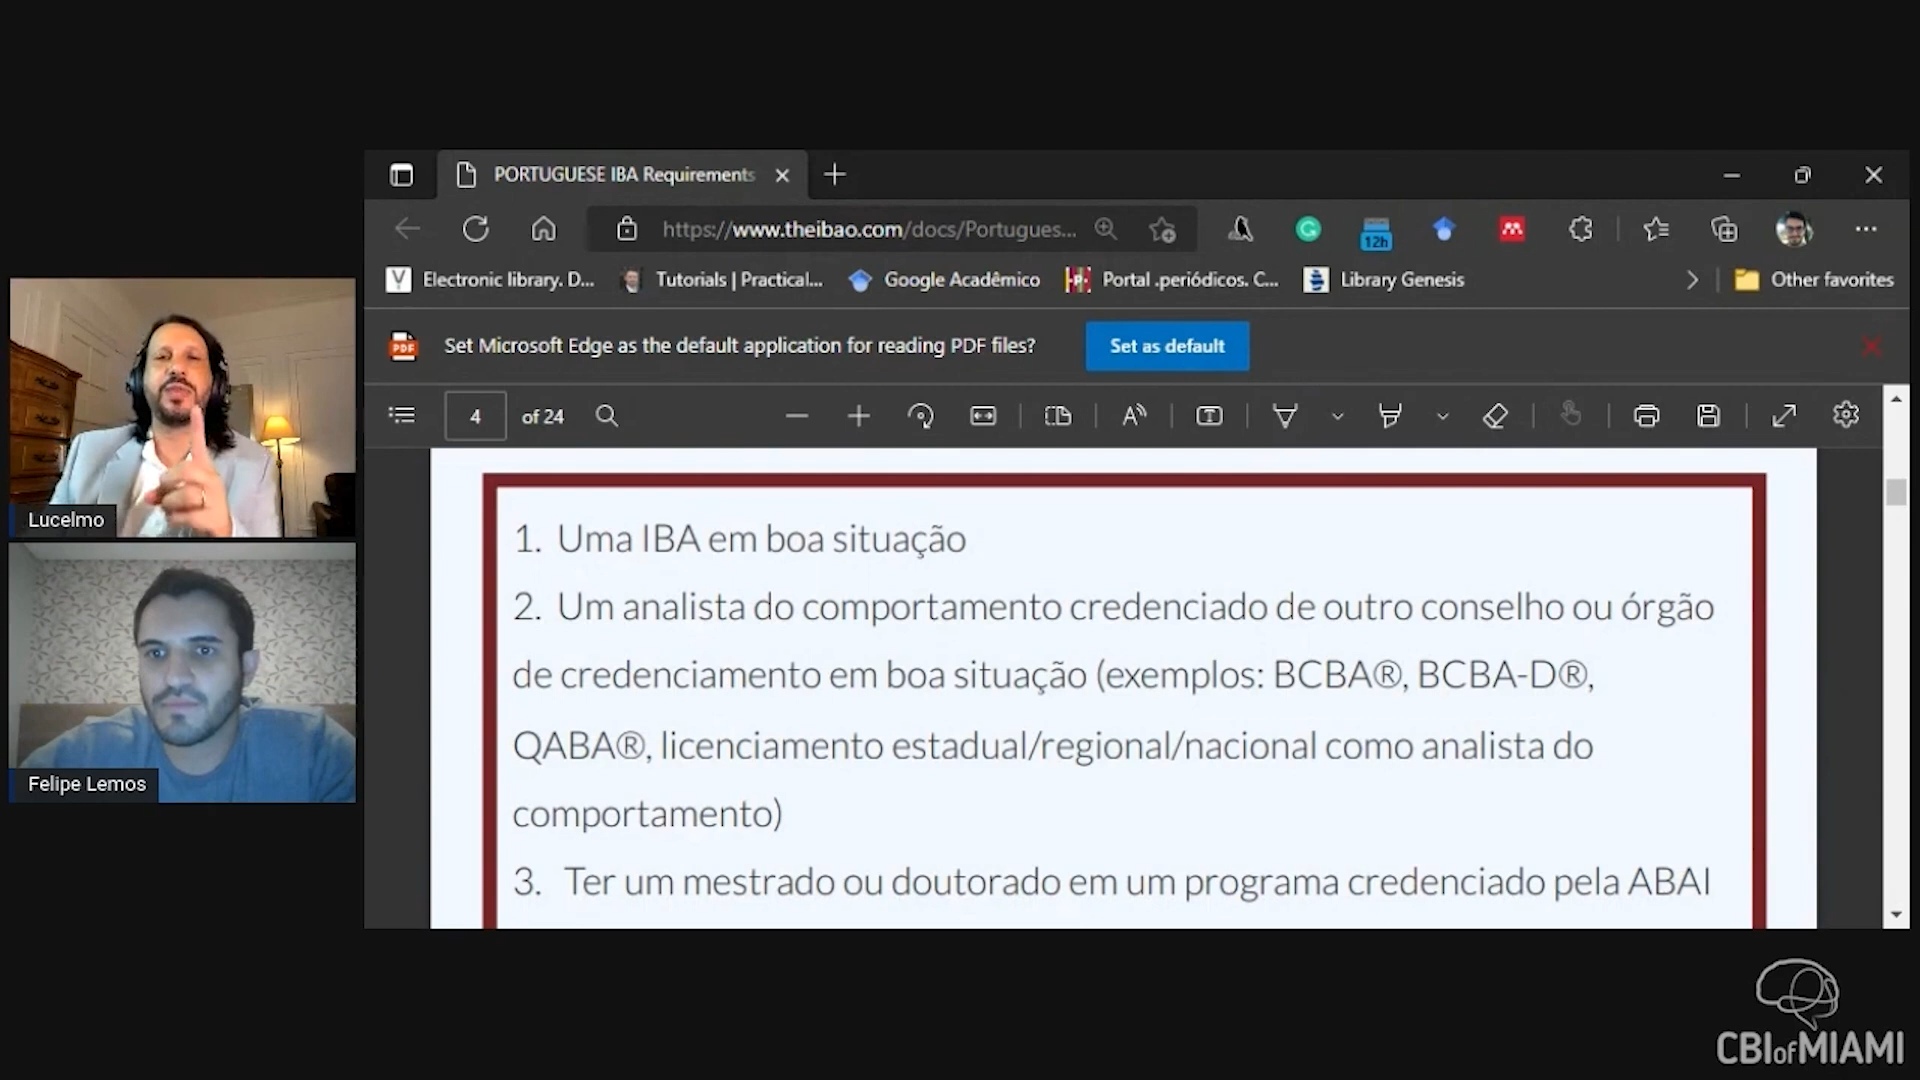 PORTUGUESE IBA Requirements
https://www.theibao.com/docs/Portugues...
12h
Electronic library. D...
Tutorials | Practical...
Google Acadêmico
Portal .periódicos. C...
Library Genesis
Other favorites
PDF
Set Microsoft Edge as the default application for reading PDF files?
Set as default
4 of 24
1. Uma IBA em boa situação
2. Um analista do comportamento credenciado de outro conselho ou órgão
de credenciamento em boa situação (exemplos: BCBA®, BCBA-D®,
QABA®, licenciamento estadual/regional/nacional como analista do
comportamento)
3. Ter um mestrado ou doutorado em um programa credenciado pela ABAI
Lucelmo
Felipe Lemos
CBIofMIAMI